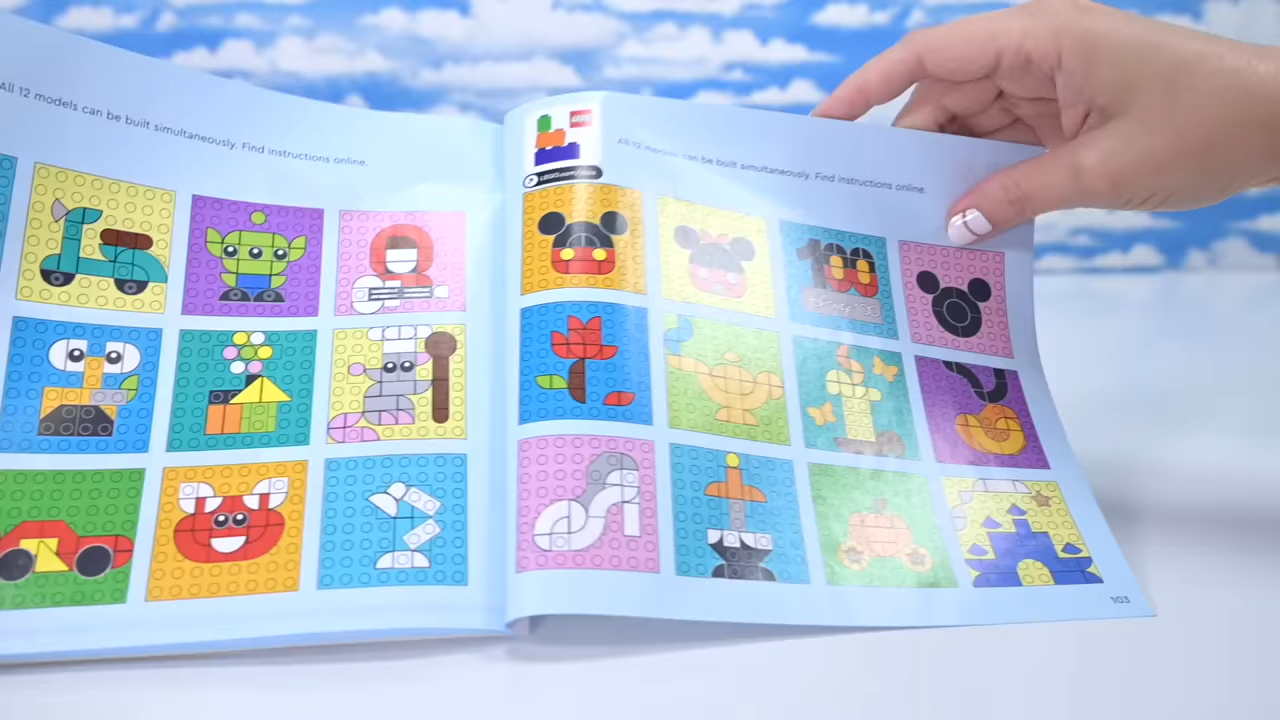 All 12 models can be built simultaneously. Find instructions online.
LEGO
All 12 models can be built simultaneously. Find instructions online.
100
Disney100
103